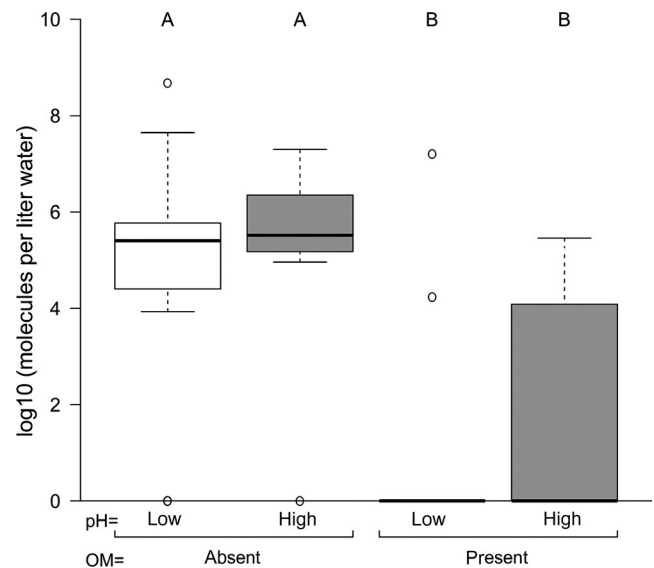 A A B B
10
8
6
4
2
0
log10 (molecules per liter water)
pH= Low High Low High
OM= Absent Present